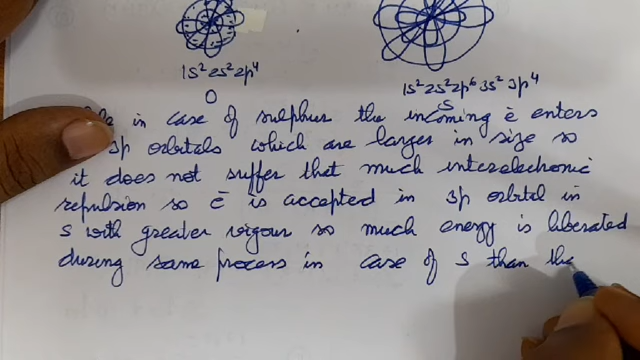 1s² 2s² 2p⁴
O
1s² 2s² 2p⁶ 3s² 3p⁴
S
in case of sulphur the incoming ē enters
3p orbitals which are larger in size so
it does not suffer that much interelectronic
repulsion so ē is accepted in 3p orbital in
S with greater vigour so much energy is liberated
during same process in case of S than tha